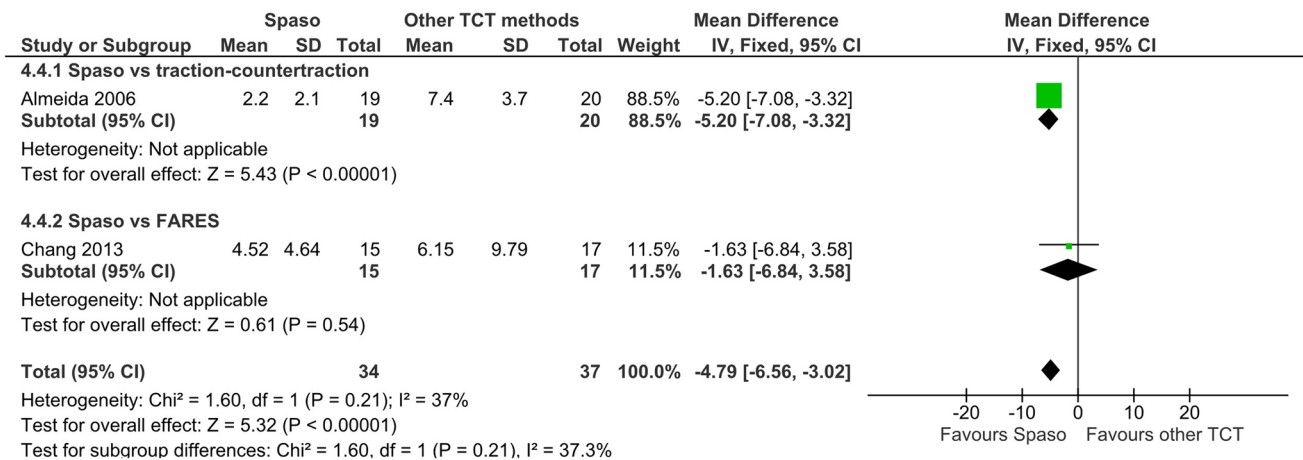 Spaso Other TCT methods Mean Difference Mean Difference
Study or Subgroup Mean SD Total Mean SD Total Weight IV, Fixed, 95% CI IV, Fixed, 95% CI
4.4.1 Spaso vs traction-countertraction
Almeida 2006 2.2 2.1 19 7.4 3.7 20 88.5% -5.20 [-7.08, -3.32]
Subtotal (95% CI) 19 20 88.5% -5.20 [-7.08, -3.32]
Heterogeneity: Not applicable
Test for overall effect: Z = 5.43 (P < 0.00001)
4.4.2 Spaso vs FARES
Chang 2013 4.52 4.64 15 6.15 9.79 17 11.5% -1.63 [-6.84, 3.58]
Subtotal (95% CI) 15 17 11.5% -1.63 [-6.84, 3.58]
Heterogeneity: Not applicable
Test for overall effect: Z = 0.61 (P = 0.54)
Total (95% CI) 34 37 100.0% -4.79 [-6.56, -3.02]
Heterogeneity: Chi² = 1.60, df = 1 (P = 0.21); I² = 37%
Test for overall effect: Z = 5.32 (P < 0.00001)
Test for subgroup differences: Chi² = 1.60, df = 1 (P = 0.21), I² = 37.3%
-20 -10 0 10 20
Favours Spaso Favours other TCT